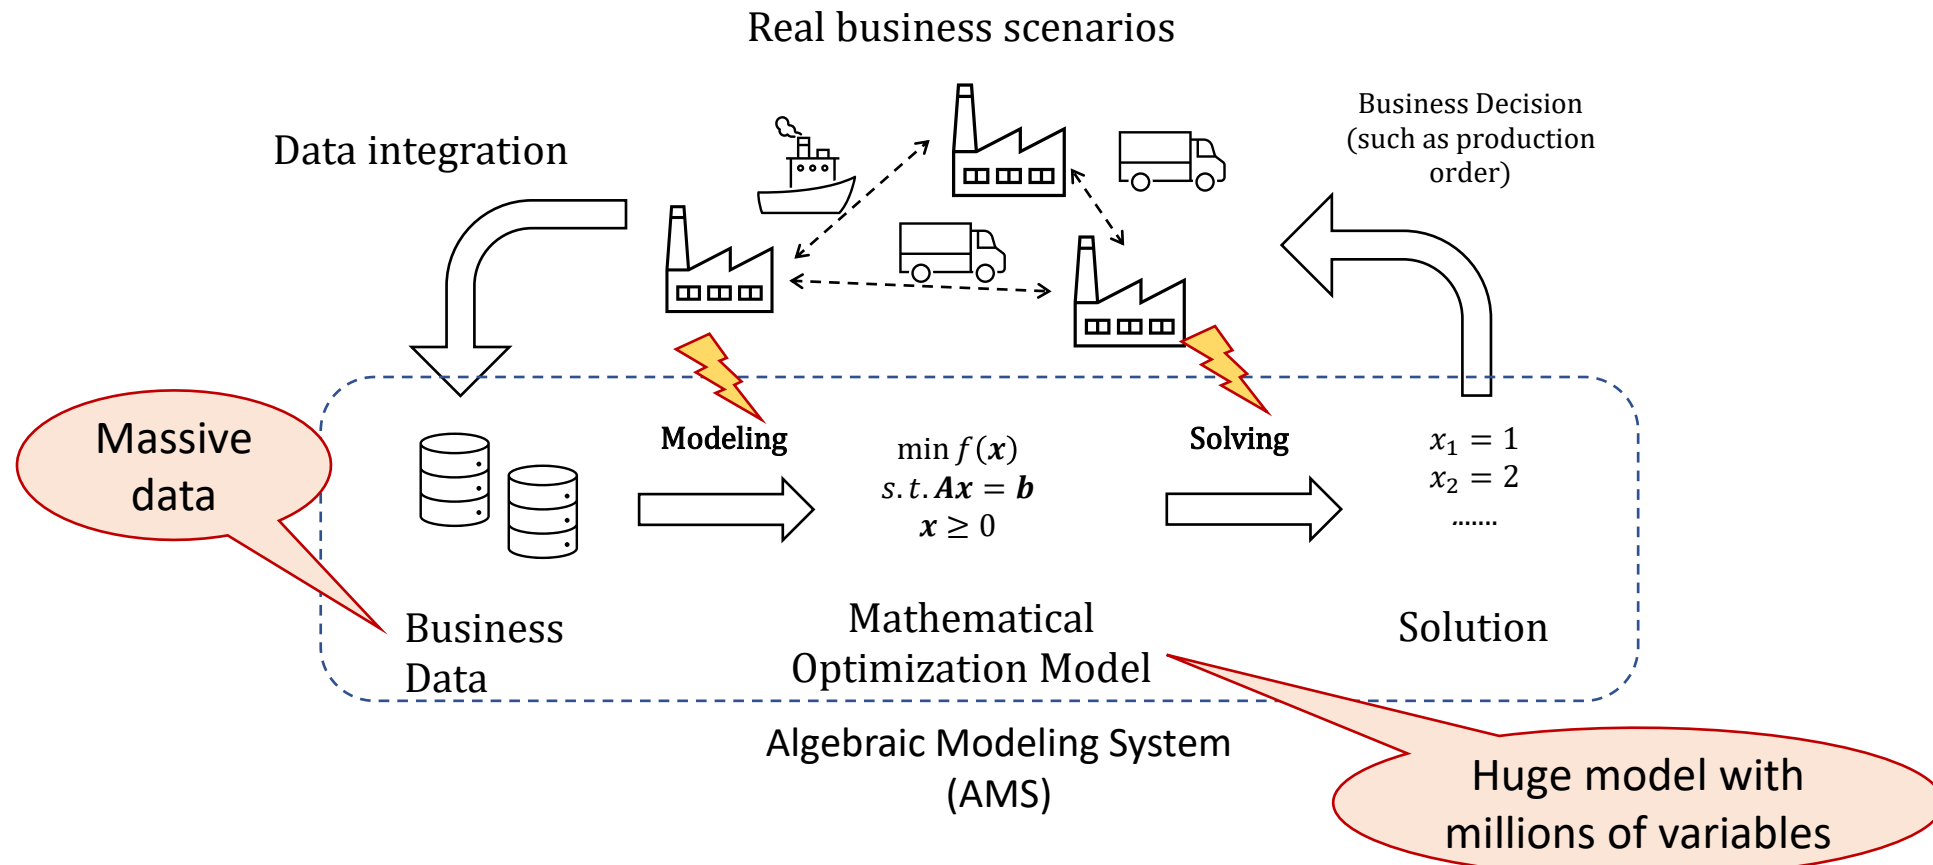 Real business scenarios
Data integration
Business Decision
(such as production
order)
Massive
data
Modeling
min f(x)
s.t. Ax = b
x ≥ 0
Solving
x₁ = 1
x₂ = 2
.......
Business
Data
Mathematical
Optimization Model
Solution
Algebraic Modeling System
(AMS)
Huge model with
millions of variables